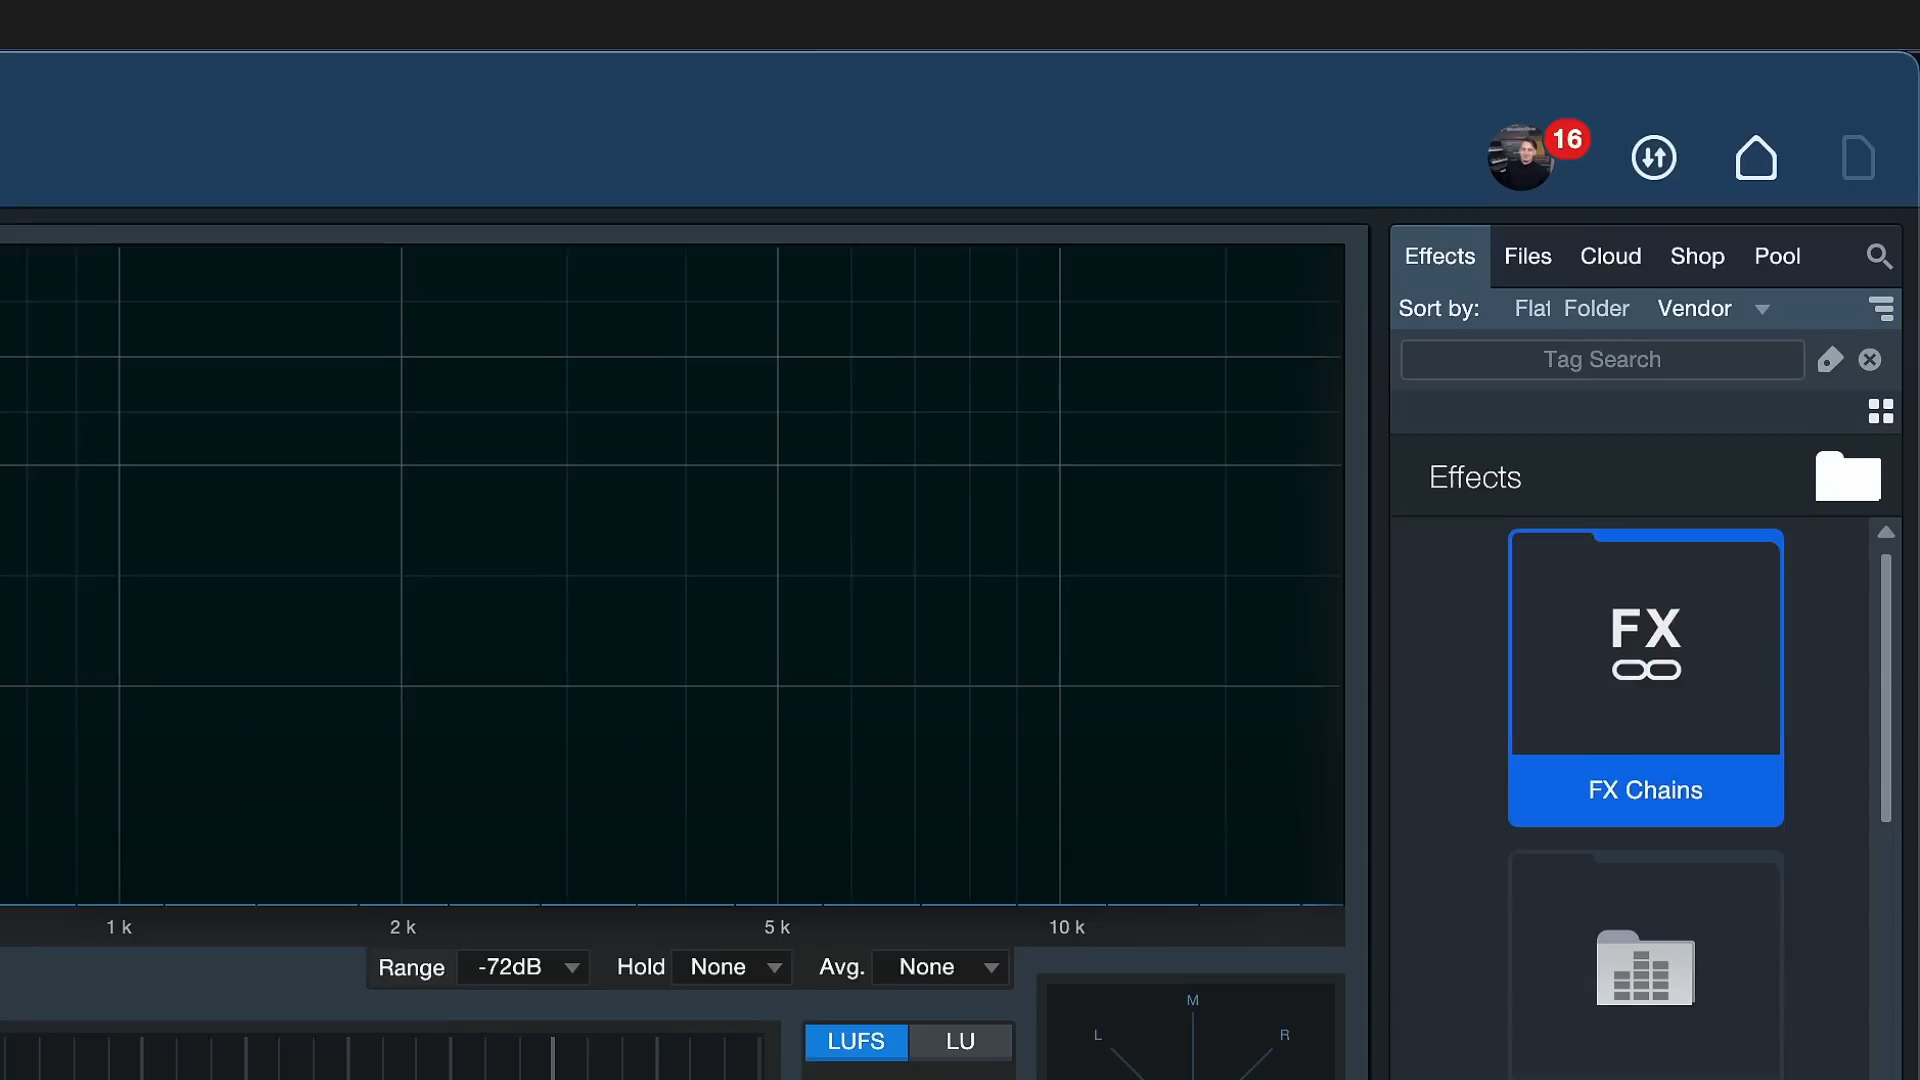 16
Effects Files Cloud Shop Pool
Sort by: Flat Folder Vendor
Tag Search
Effects
FX
FX Chains
1 k 2 k 5 k 10 k
Range -72dB Hold None Avg. None
LUFS LU
M
L R